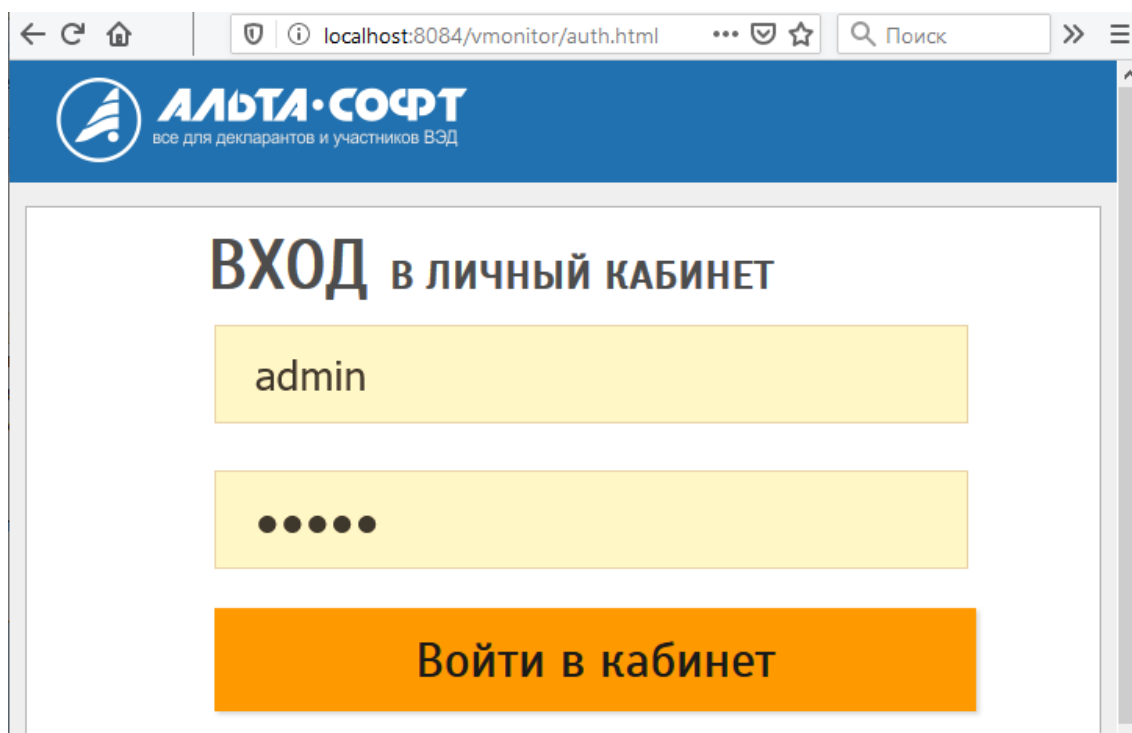 localhost:8084/vmonitor/auth.html ••• Поиск
АЛЬТА·СОФТ
все для декларантов и участников ВЭД
ВХОД В ЛИЧНЫЙ КАБИНЕТ
admin
•••••
Войти в кабинет